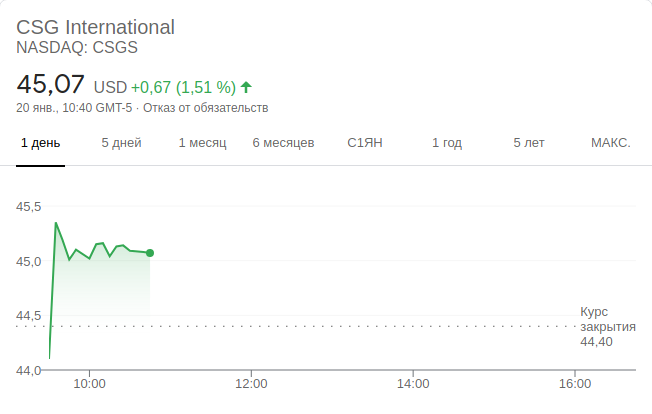 CSG International
NASDAQ: CSGS
45,07 USD +0,67 (1,51 %)
20 янв., 10:40 GMT-5 · Отказ от обязательств
1 день 5 дней 1 месяц 6 месяцев С1ЯН 1 год 5 лет МАКС.
45,5
45,0
44,5
Курс
закрытия
44,40
44,0
10:00 12:00 14:00 16:00